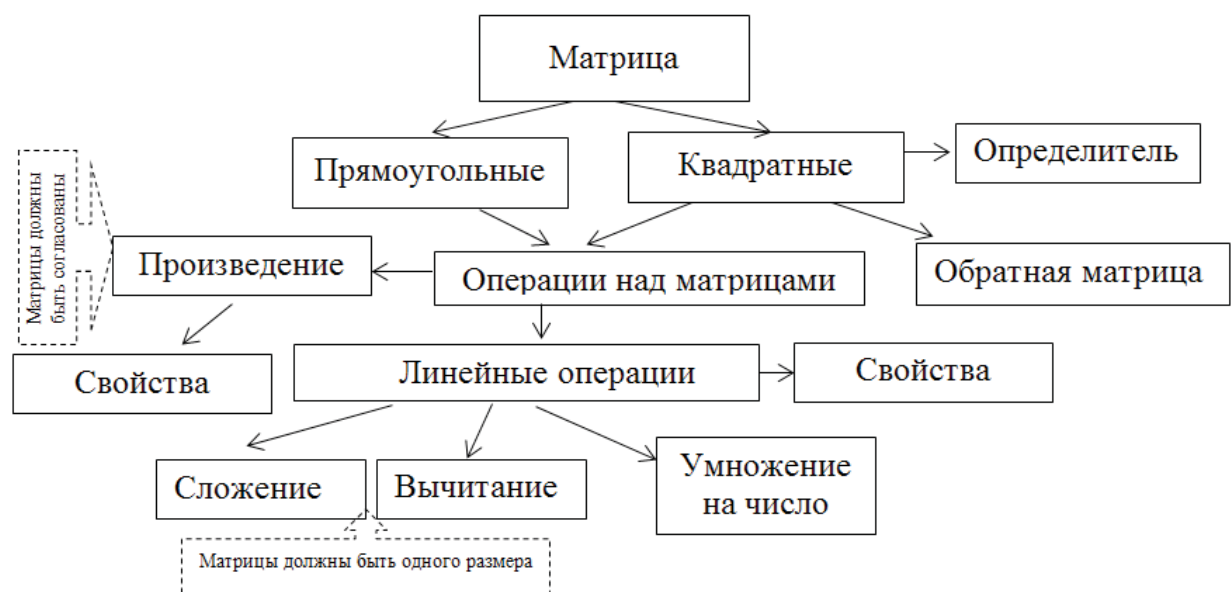 Матрица
Прямоугольные
Квадратные
Определитель
Матрицы должны
быть согласованы
Произведение
Операции над матрицами
Обратная матрица
Свойства
Линейные операции
Свойства
Сложение
Вычитание
Умножение
на число
Матрицы должны быть одного размера